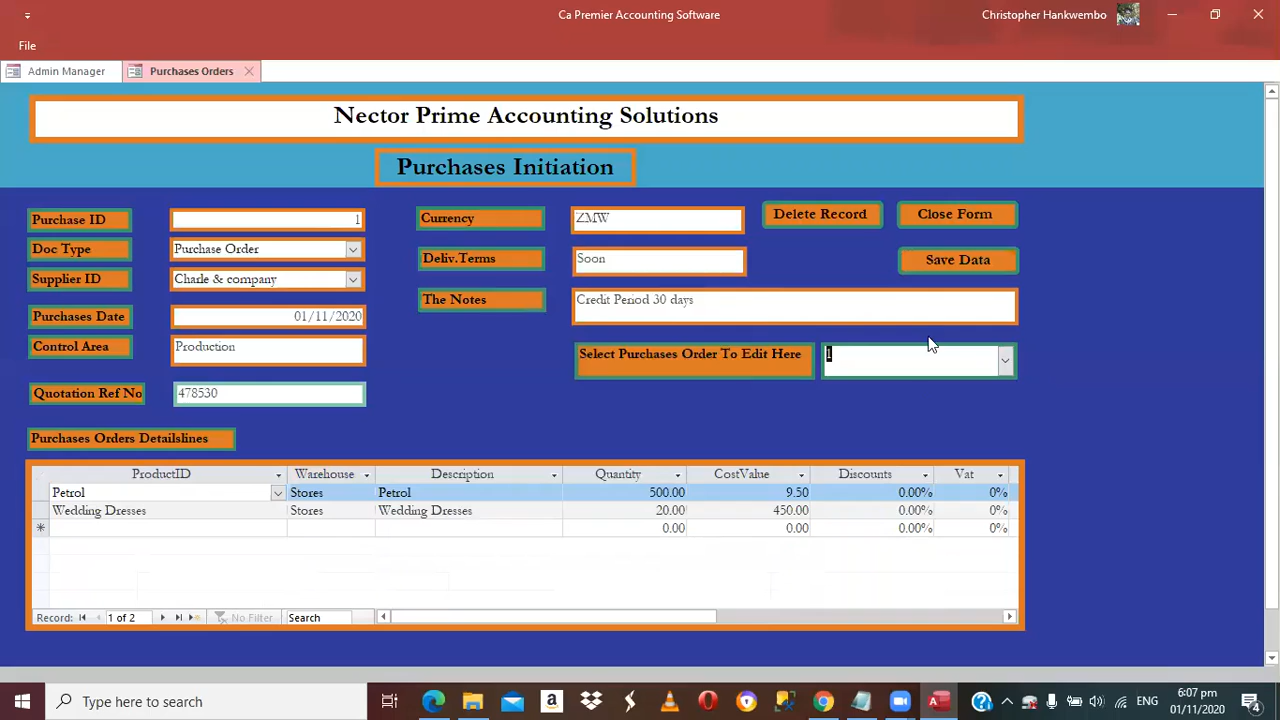 Ca Premier Accounting Software
Christopher Hankwembo
File
Admin Manager
Purchases Orders
Nector Prime Accounting Solutions
Purchases Initiation
Purchase ID 1
Currency ZMW
Delete Record Close Form
Doc Type Purchase Order
Deliv.Terms Soon
Save Data
Supplier ID Charle & company
The Notes Credit Period 30 days
Purchases Date 01/11/2020
Control Area Production
Select Purchases Order To Edit Here 1
Quotation Ref No 478530
Purchases Orders Detailslines
ProductID Warehouse Description Quantity CostValue Discounts Vat
Petrol Stores Petrol 500.00 9.50 0.00% 0%
Wedding Dresses Stores Wedding Dresses 20.00 450.00 0.00% 0%
0.00 0.00 0.00% 0%
Record: 1 of 2 No Filter Search
Type here to search
ENG
6:07 pm
01/11/2020
4